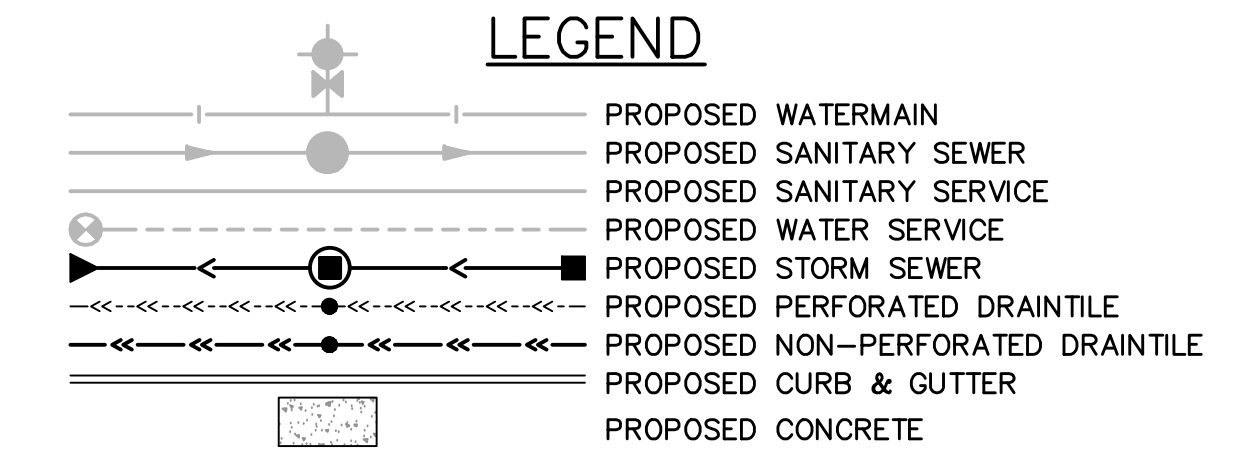 LEGEND
PROPOSED WATERMAIN
PROPOSED SANITARY SEWER
PROPOSED SANITARY SERVICE
PROPOSED WATER SERVICE
PROPOSED STORM SEWER
PROPOSED PERFORATED DRAINTILE
PROPOSED NON-PERFORATED DRAINTILE
PROPOSED CURB & GUTTER
PROPOSED CONCRETE